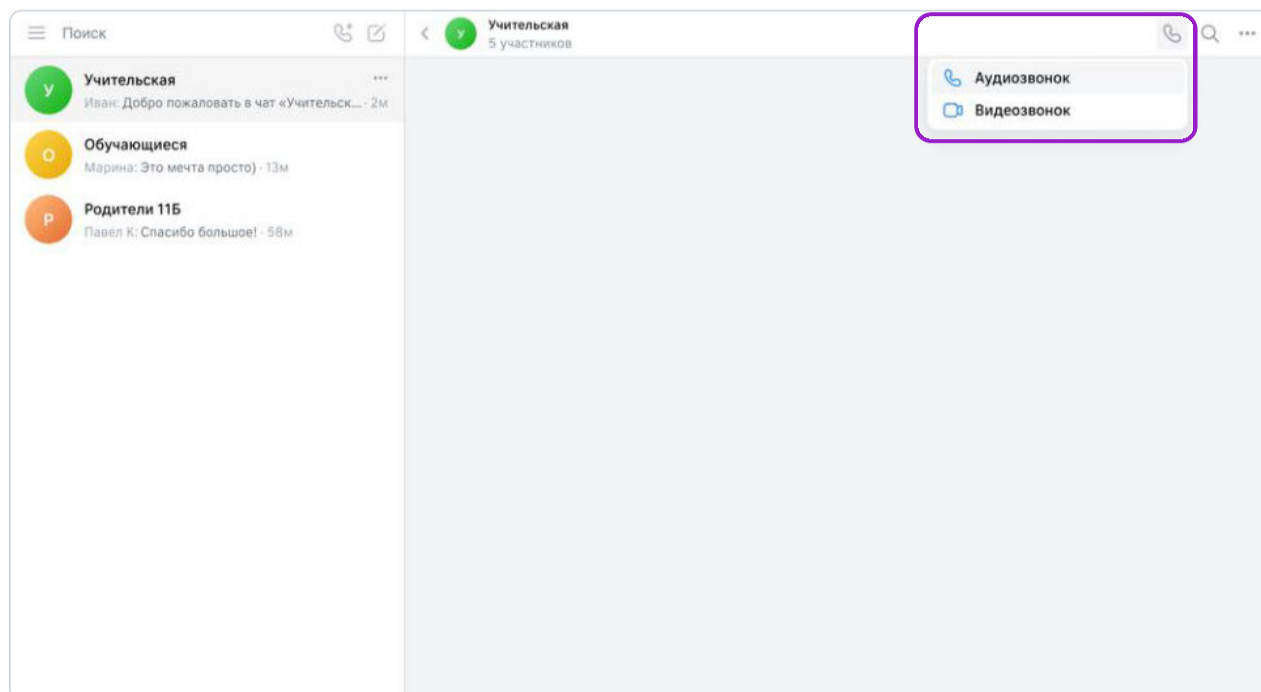 Поиск
У
Учительская
Иван: Добро пожаловать в чат «Учительск... · 2м
О
Обучающиеся
Марина: Это мечта просто) · 13м
Р
Родители 11Б
Павел К: Спасибо большое! · 58м
У
Учительская
5 участников
Аудиозвонок
Видеозвонок